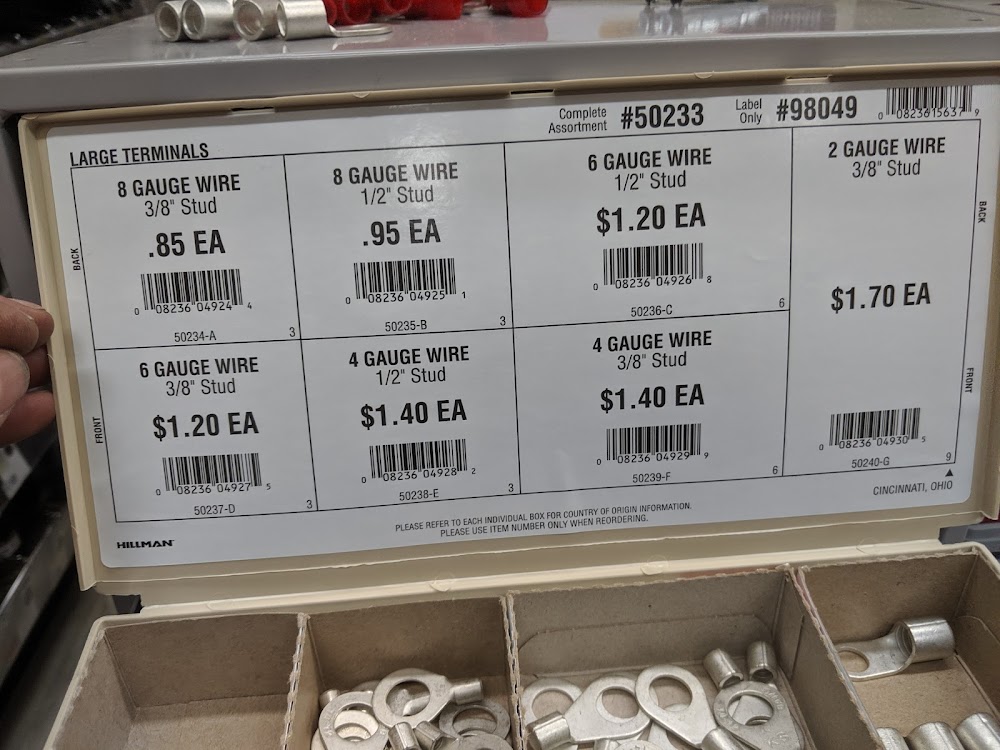 Complete Assortment #50233
Label Only #98049
0 08236 15637 9
LARGE TERMINALS
8 GAUGE WIRE
3/8" Stud
.85 EA
0 08236 04924 4
50234-A
3
8 GAUGE WIRE
1/2" Stud
.95 EA
0 08236 04925 1
50235-B
3
6 GAUGE WIRE
1/2" Stud
$1.20 EA
0 08236 04926 8
50236-C
6
2 GAUGE WIRE
3/8" Stud
$1.70 EA
0 08236 04930 5
50240-G
9
BACK
BACK
6 GAUGE WIRE
3/8" Stud
$1.20 EA
0 08236 04927 5
50237-D
3
4 GAUGE WIRE
1/2" Stud
$1.40 EA
0 08236 04928 2
50238-E
3
4 GAUGE WIRE
3/8" Stud
$1.40 EA
0 08236 04929 9
50239-F
6
FRONT
FRONT
CINCINNATI, OHIO
PLEASE REFER TO EACH INDIVIDUAL BOX FOR COUNTRY OF ORIGIN INFORMATION.
PLEASE USE ITEM NUMBER ONLY WHEN REORDERING.
HILLMAN